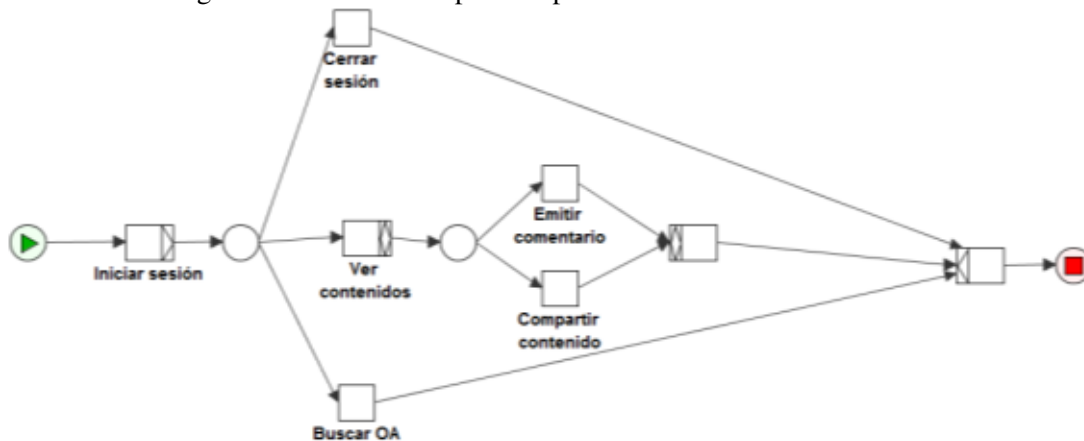 Cerrar
sesión
Emitir
comentario
Iniciar sesión
Ver
contenidos
Compartir
contenido
Buscar OA